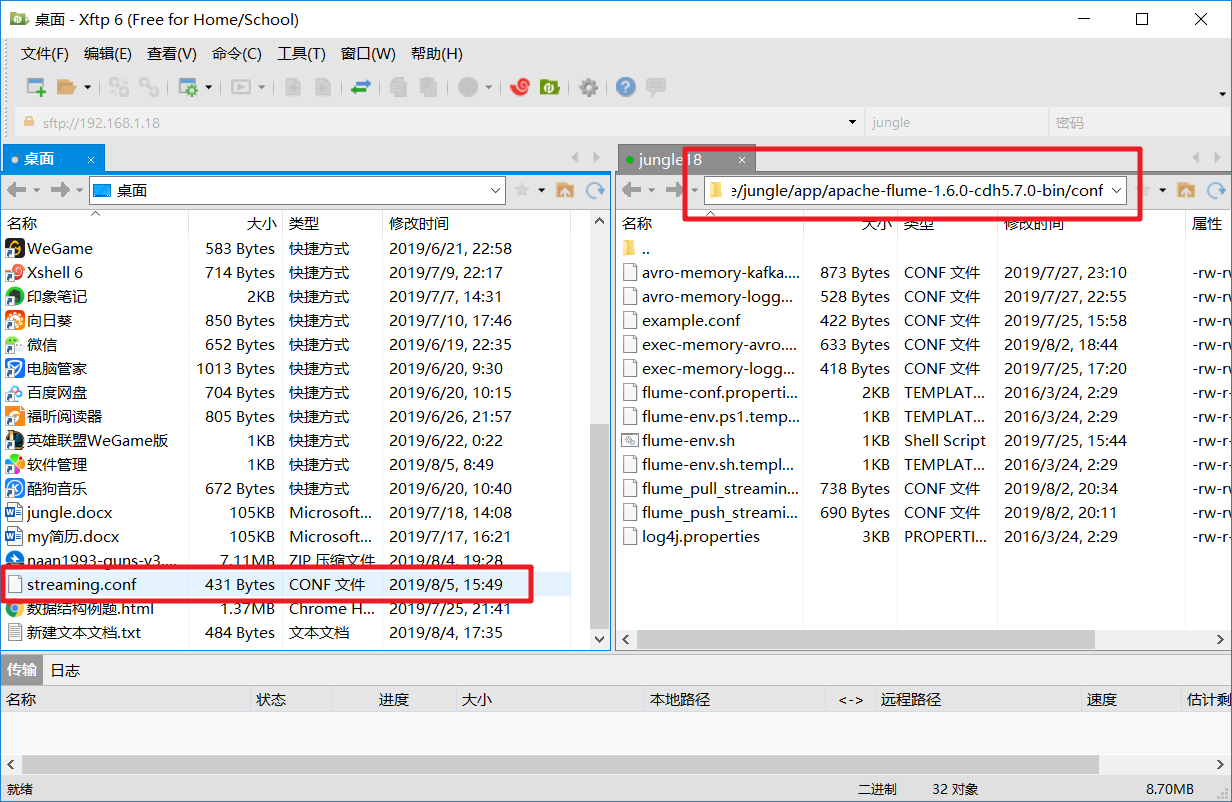 桌面 - Xftp 6 (Free for Home/School)
文件(F) 编辑(E) 查看(V) 命令(C) 工具(T) 窗口(W) 帮助(H)
sftp://192.168.1.18 jungle 密码
桌面 × jungle18 ×
桌面 e/jungle/app/apache-flume-1.6.0-cdh5.7.0-bin/conf
名称 大小 类型 修改时间
WeGame 583 Bytes 快捷方式 2019/6/21, 22:58
Xshell 6 714 Bytes 快捷方式 2019/7/9, 22:17
印象笔记 2KB 快捷方式 2019/7/7, 14:31
向日葵 850 Bytes 快捷方式 2019/7/10, 17:46
微信 652 Bytes 快捷方式 2019/6/19, 22:35
电脑管家 1013 Bytes 快捷方式 2019/6/20, 9:30
百度网盘 704 Bytes 快捷方式 2019/6/20, 10:15
福昕阅读器 805 Bytes 快捷方式 2019/6/26, 21:57
英雄联盟WeGame版 1KB 快捷方式 2019/6/22, 0:22
软件管理 1KB 快捷方式 2019/8/5, 8:49
酷狗音乐 672 Bytes 快捷方式 2019/6/20, 10:40
jungle.docx 105KB Microsoft... 2019/7/18, 14:08
my简历.docx 105KB Microsoft... 2019/7/17, 16:21
naan1993-guns-v3.... 7.11MB ZIP 压缩文件 2019/8/4, 19:28
streaming.conf 431 Bytes CONF 文件 2019/8/5, 15:49
数据结构例题.html 1.37MB Chrome H... 2019/7/25, 21:41
新建文本文档.txt 484 Bytes 文本文档 2019/8/4, 17:35
名称 大小 类型 修改时间 属性
..
avro-memory-kafka.... 873 Bytes CONF 文件 2019/7/27, 23:10 -rw-rw
avro-memory-logg... 528 Bytes CONF 文件 2019/7/27, 22:55 -rw-rw
example.conf 422 Bytes CONF 文件 2019/7/25, 15:58 -rw-rw
exec-memory-avro.... 633 Bytes CONF 文件 2019/8/2, 18:44 -rw-rw
exec-memory-logg... 418 Bytes CONF 文件 2019/7/25, 17:20 -rw-rw
flume-conf.properti... 2KB TEMPLAT... 2016/3/24, 2:29 -rw-r-
flume-env.ps1.temp... 1KB TEMPLAT... 2016/3/24, 2:29 -rw-r-
flume-env.sh 1KB Shell Script 2019/7/25, 15:44 -rw-r-
flume-env.sh.templ... 1KB TEMPLAT... 2016/3/24, 2:29 -rw-r-
flume_pull_streamin... 738 Bytes CONF 文件 2019/8/2, 20:34 -rw-rw
flume_push_streami... 690 Bytes CONF 文件 2019/8/2, 20:11 -rw-rw
log4j.properties 3KB PROPERTI... 2016/3/24, 2:29 -rw-r-
传输 日志
名称 状态 进度 大小 本地路径 <-> 远程路径 速度 估计剩
就绪 二进制 32 对象 8.70MB